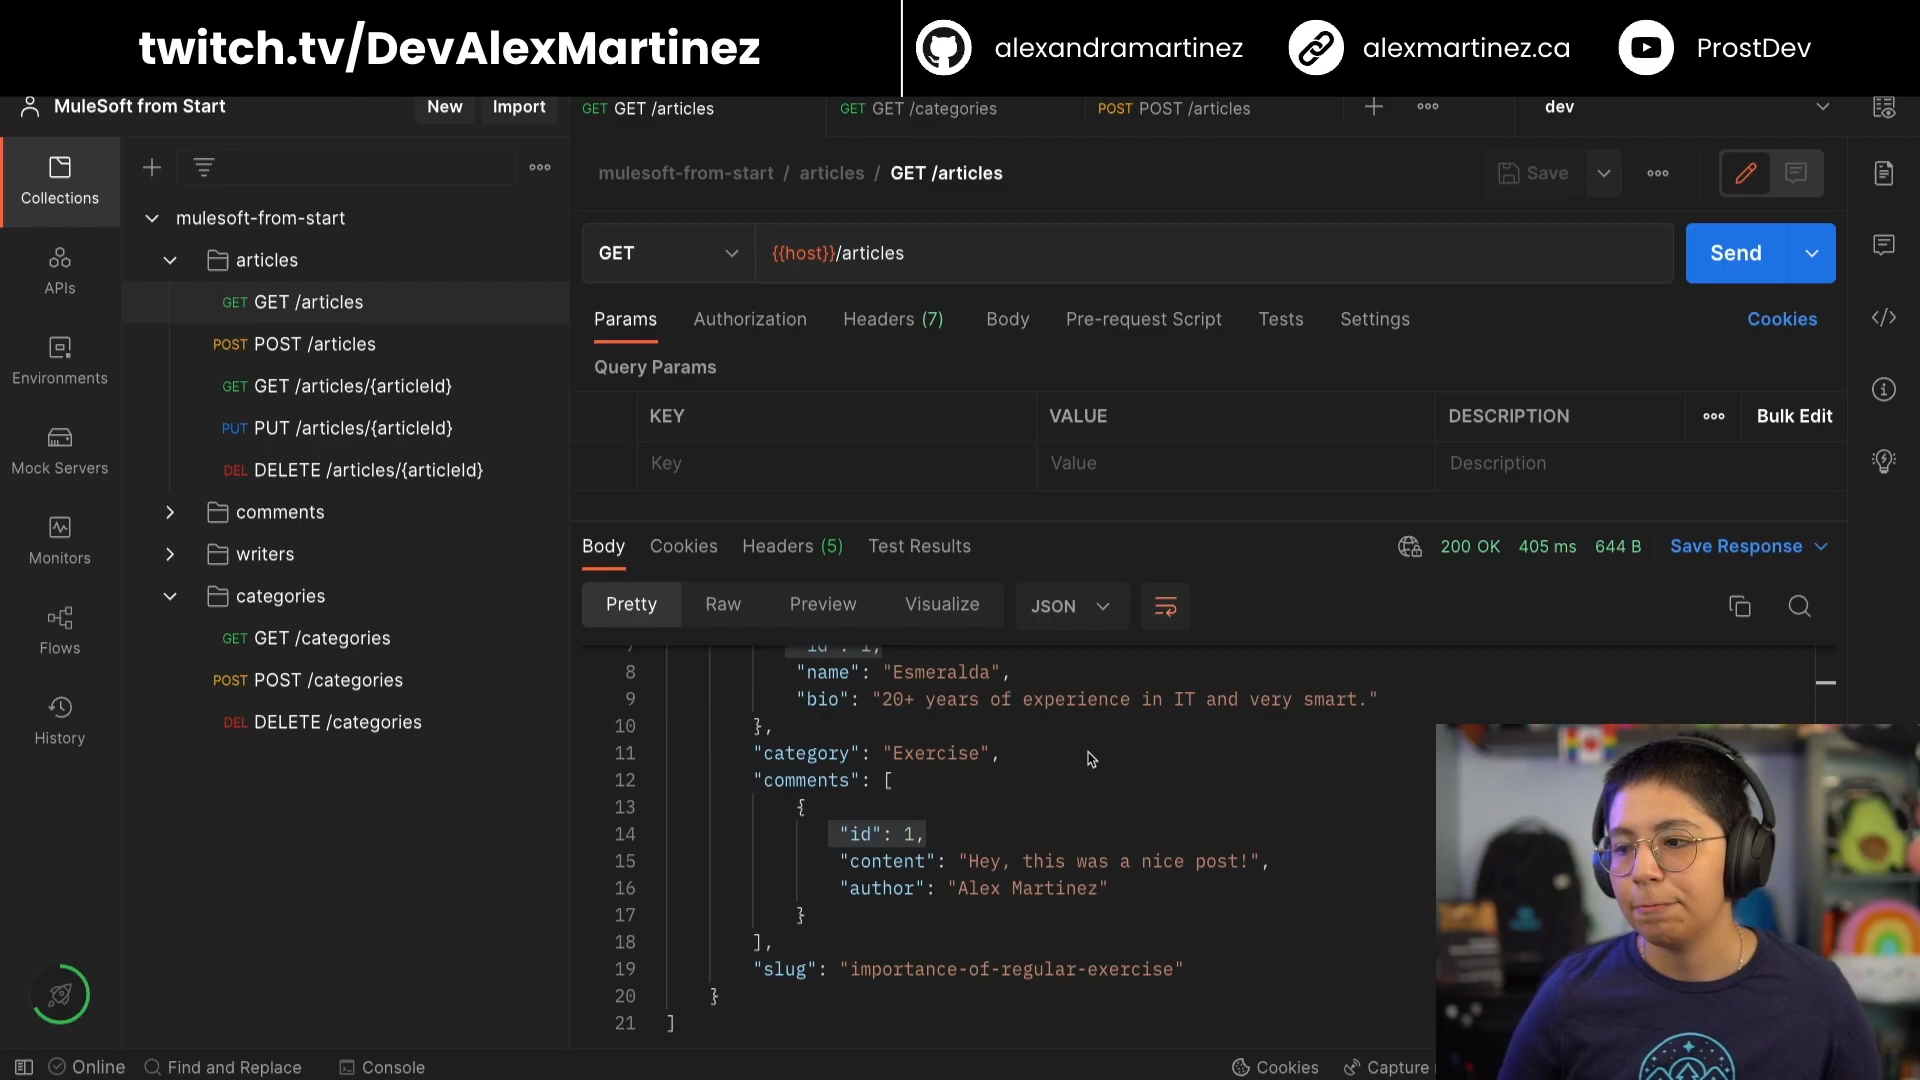 twitch.tv/DevAlexMartinez
alexandramartinez
alexmartinez.ca
ProstDev
MuleSoft from Start
New
Import
GET GET /articles
GET GET /categories
POST POST /articles
dev
Collections
APIs
Environments
Mock Servers
Monitors
Flows
History
mulesoft-from-start
articles
GET GET /articles
POST POST /articles
GET GET /articles/{articleId}
PUT PUT /articles/{articleId}
DEL DELETE /articles/{articleId}
comments
writers
categories
GET GET /categories
POST POST /categories
DEL DELETE /categories
mulesoft-from-start / articles / GET /articles
Save
GET
{{host}}/articles
Send
Params
Authorization
Headers (7)
Body
Pre-request Script
Tests
Settings
Cookies
Query Params
KEY
VALUE
DESCRIPTION
Bulk Edit
Key
Value
Description
Body
Cookies
Headers (5)
Test Results
200 OK
405 ms
644 B
Save Response
Pretty
Raw
Preview
Visualize
JSON
7 "id": 1,
8 "name": "Esmeralda",
9 "bio": "20+ years of experience in IT and very smart."
10 },
11 "category": "Exercise",
12 "comments": [
13 {
14 "id": 1,
15 "content": "Hey, this was a nice post!",
16 "author": "Alex Martinez"
17 }
18 ],
19 "slug": "importance-of-regular-exercise"
20 }
21 ]
Online
Find and Replace
Console
Cookies
Capture